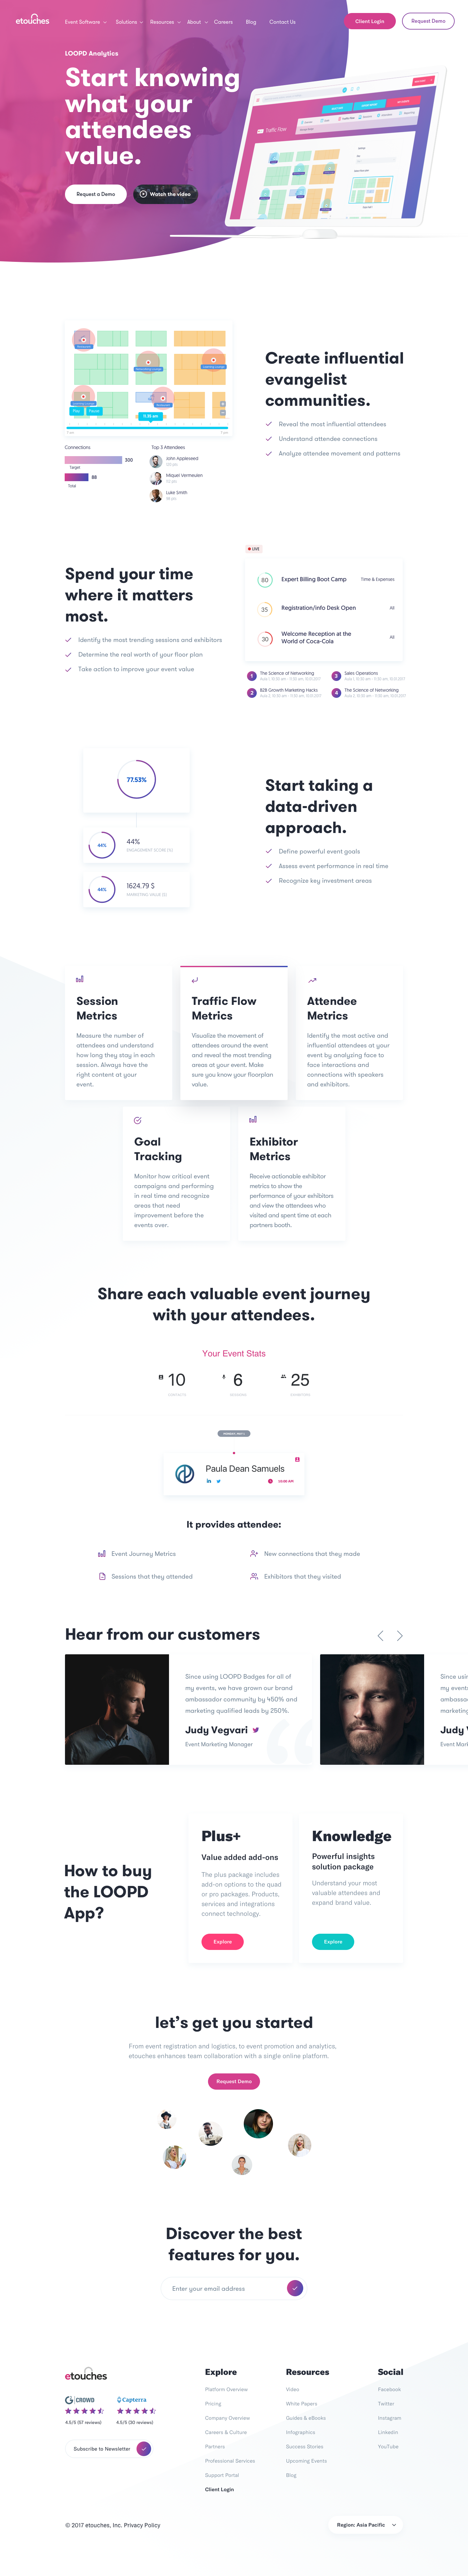 etouches
Event Software
Solutions
Resources
About
Careers
Blog
Contact Us
Client Login
Request Demo
LOOPD Analytics
Start knowing
what your
attendees
value.
Request a Demo
Watch the video
Traffic Flow
11.35 am
Play
Pause
Connections
300
Target
88
Total
Top 3 Attendees
John Appleseed
Miquel Vermeulen
Luke Smith
Create influential
evangelist
communities.
Reveal the most influential attendees
Understand attendee connections
Analyze attendee movement and patterns
Spend your time
where it matters
most.
Identify the most trending sessions and exhibitors
Determine the real worth of your floor plan
Take action to improve your event value
LIVE
80
Expert Billing Boot Camp
Time & Expenses
35
Registration/Info Desk Open
All
30
Welcome Reception at the
World of Coca-Cola
All
1
The Science of Networking
2
828 Growth Marketing Hacks
3
Sales Operations
4
The Science of Networking
77.53%
44%
44%
ENGAGEMENT SCORE (%)
44%
1624.79 $
MARKETING VALUE ($)
Start taking a
data-driven
approach.
Define powerful event goals
Assess event performance in real time
Recognize key investment areas
Session
Metrics
Measure the number of
attendees and understand
how long they stay in each
session. Always have the
right content at your
event.
Traffic Flow
Metrics
Visualize the movement of
attendees around the event
and reveal the most trending
areas at your event. Make
sure you know your floorplan
value.
Attendee
Metrics
Identify the most active and
influential attendees at your
event by analyzing face to
face interactions and
connections with speakers
and exhibitors.
Goal
Tracking
Monitor how critical event
campaigns and performing
in real time and recognize
areas that need
improvement before the
events over.
Exhibitor
Metrics
Receive actionable exhibitor
metrics to show the
performance of your exhibitors
and view the attendees who
visited and spent time at each
partners booth.
Share each valuable event journey
with your attendees.
Your Event Stats
10
CONTACTS
6
SESSIONS
25
EXHIBITORS
Paula Dean Samuels
It provides attendee:
Event Journey Metrics
New connections that they made
Sessions that they attended
Exhibitors that they visited
Hear from our customers
Since using LOOPD Badges for all of
my events, we have grown our brand
ambassador community by 450% and
marketing qualified leads by 250%.
Judy Vegvari
Event Marketing Manager
Since usin
my events
ambassad
marketing
Judy V
Event Mark
How to buy
the LOOPD
App?
Plus+
Value added add-ons
The plus package includes
add-on options to the quad
or pro packages. Products,
services and integrations
connect technology.
Explore
Knowledge
Powerful insights
solution package
Understand your most
valuable attendees and
expand brand value.
Explore
let’s get you started
From event registration and logistics, to event promotion and analytics,
etouches enhances team collaboration with a single online platform.
Request Demo
Discover the best
features for you.
Enter your email address
etouches
CROWD
4.5/5 (57 reviews)
Capterra
4.5/5 (30 reviews)
Subscribe to Newsletter
Explore
Platform Overview
Pricing
Company Overview
Careers & Culture
Partners
Professional Services
Support Portal
Client Login
Resources
Video
White Papers
Guides & eBooks
Infographics
Success Stories
Upcoming Events
Blog
Social
Facebook
Twitter
Instagram
Linkedin
YouTube
© 2017 etouches, Inc. Privacy Policy
Region: Asia Pacific